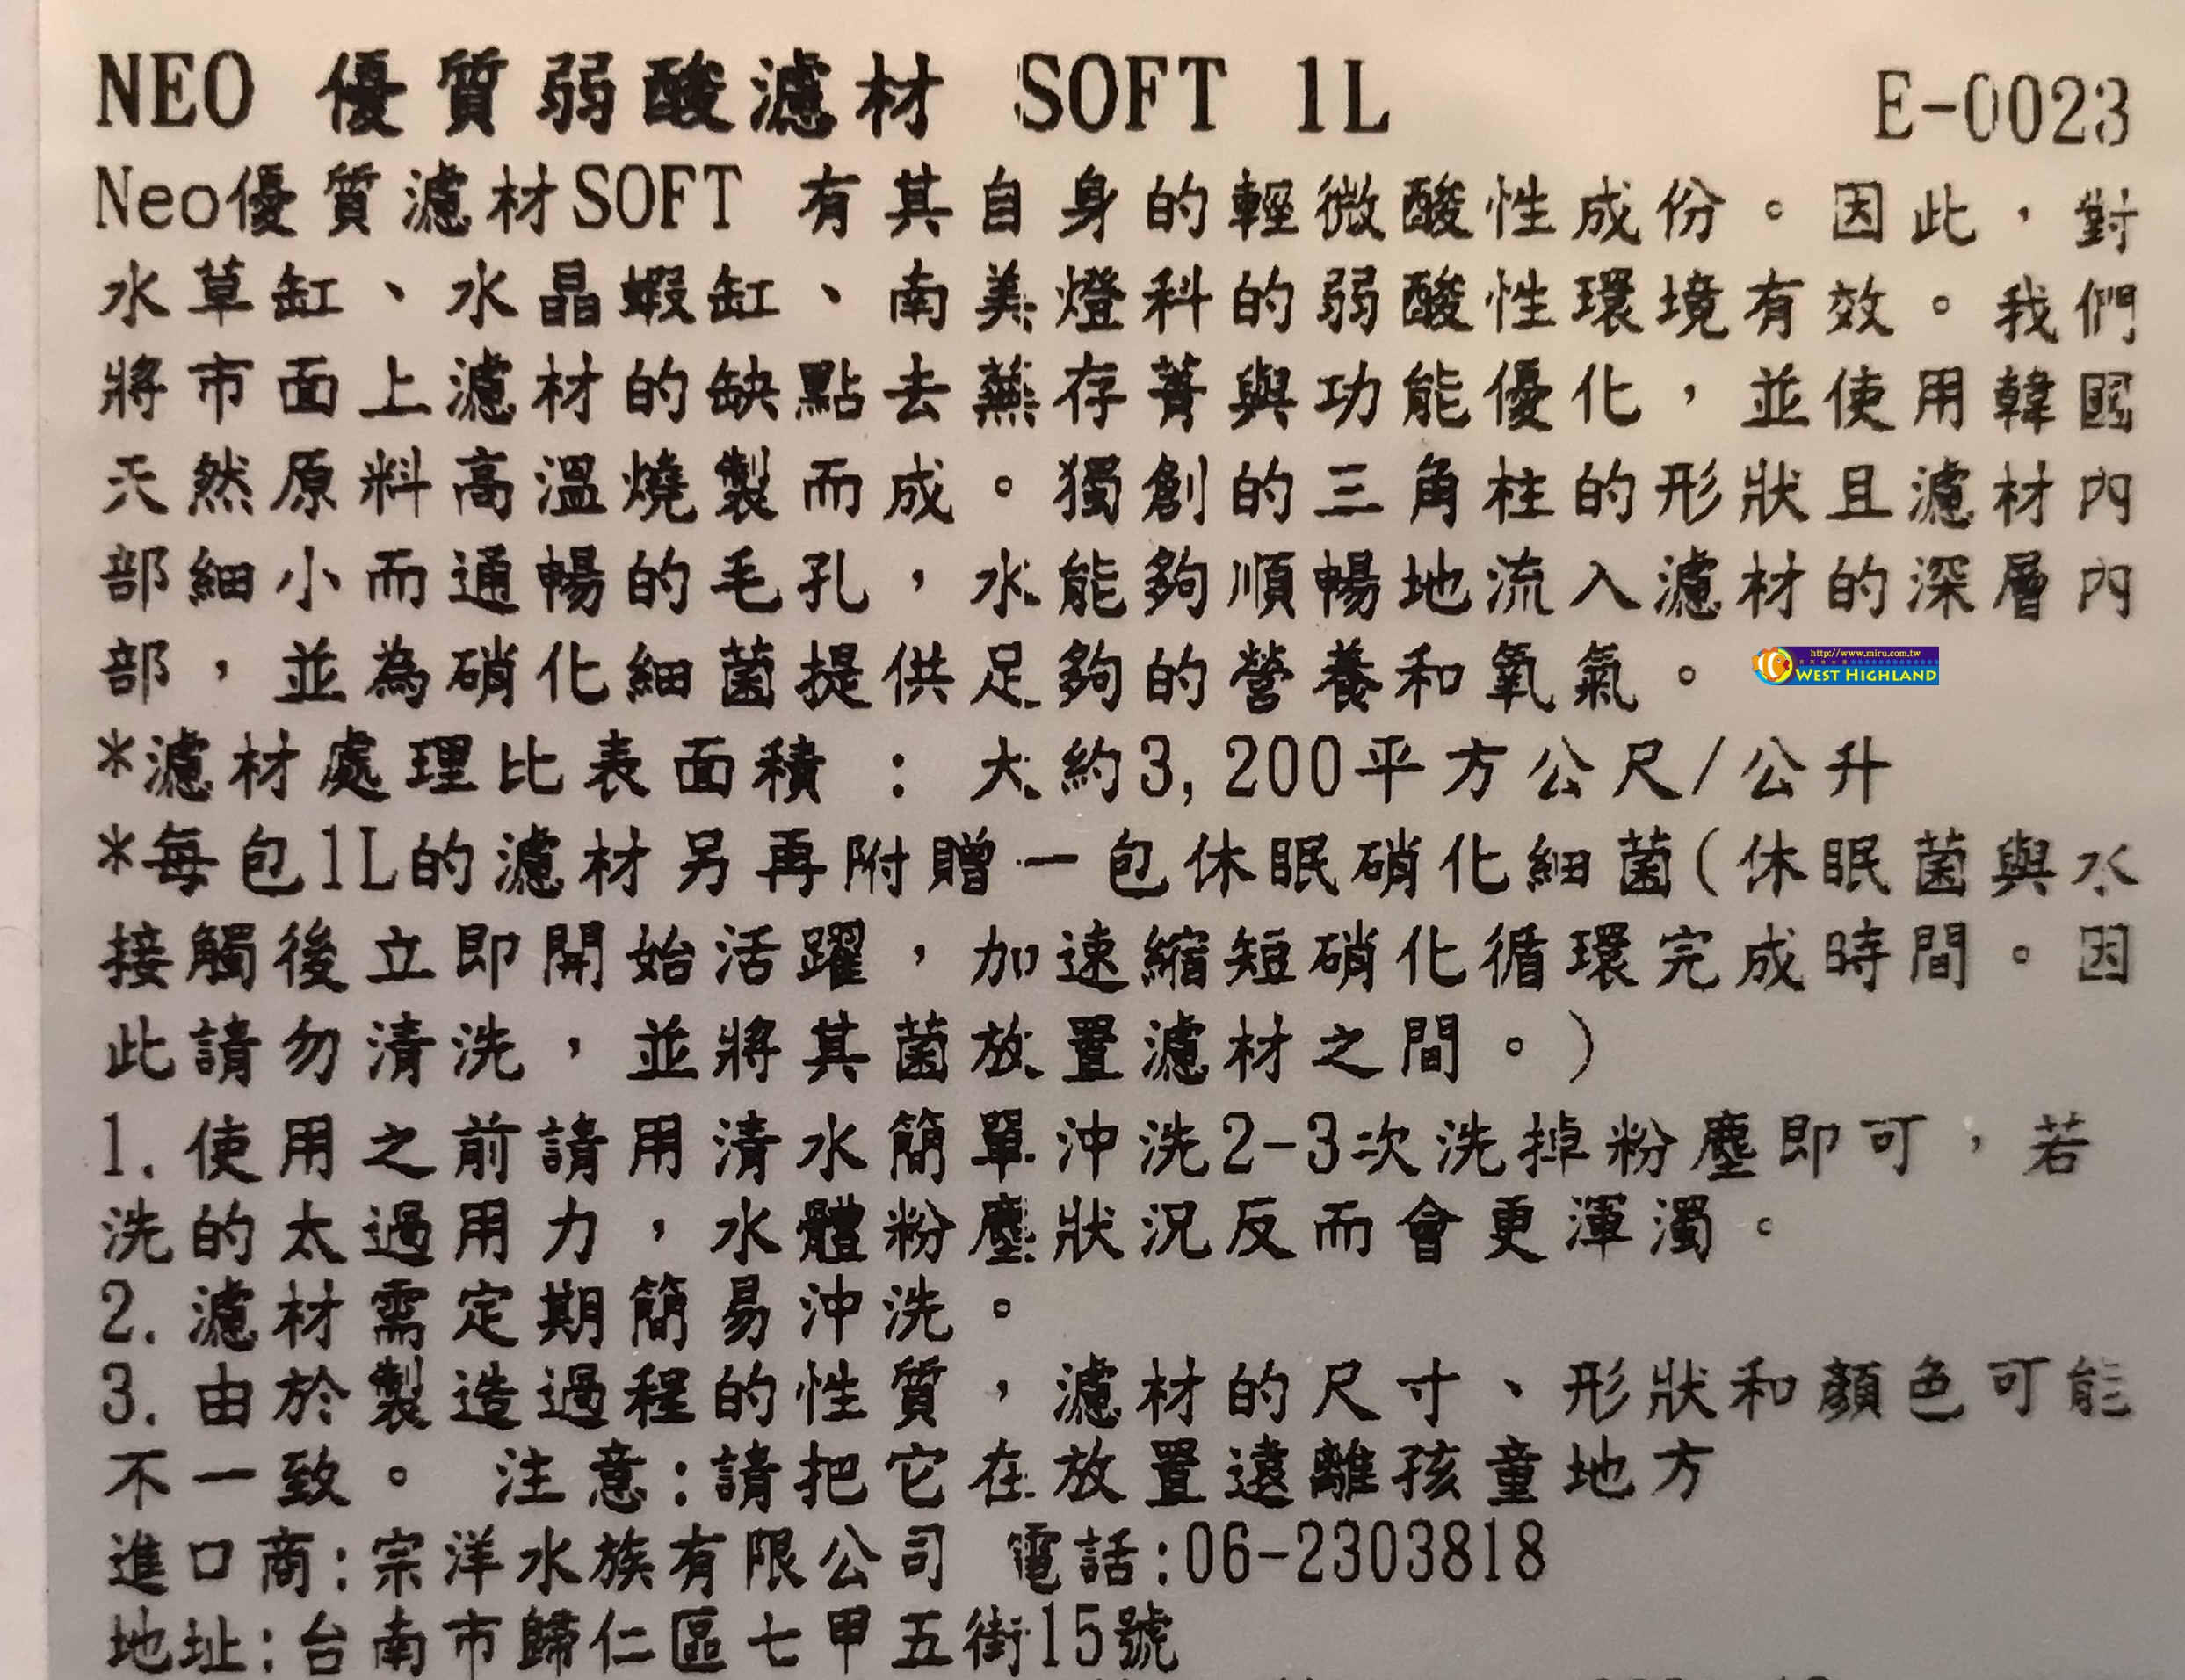 NEO 優質弱酸濾材 SOFT 1L E-0023
Neo優質濾材SOFT 有其自身的輕微酸性成份。因此，對
水草缸、水晶蝦缸、南美燈科的弱酸性環境有效。我們
將市面上濾材的缺點去蕪存菁與功能優化，並使用韓國
天然原料高溫燒製而成。獨創的三角柱的形狀且濾材內
部細小而通暢的毛孔，水能夠順暢地流入濾材的深層內
部，並為硝化細菌提供足夠的營養和氧氣。
http://www.miru.com.tw
WEST HIGHLAND
*濾材處理比表面積：大約3,200平方公尺/公升
*每包1L的濾材另再附贈一包休眠硝化細菌(休眠菌與水
接觸後立即開始活躍，加速縮短硝化循環完成時間。因
此請勿清洗，並將其菌放置濾材之間。)
1.使用之前請用清水簡單沖洗2-3次洗掉粉塵即可，若
洗的太過用力，水體粉塵狀況反而會更渾濁。
2.濾材需定期簡易沖洗。
3.由於製造過程的性質，濾材的尺寸、形狀和顏色可能
不一致。 注意:請把它在放置遠離孩童地方
進口商:宗洋水族有限公司 電話:06-2303818
地址:台南市歸仁區七甲五街15號